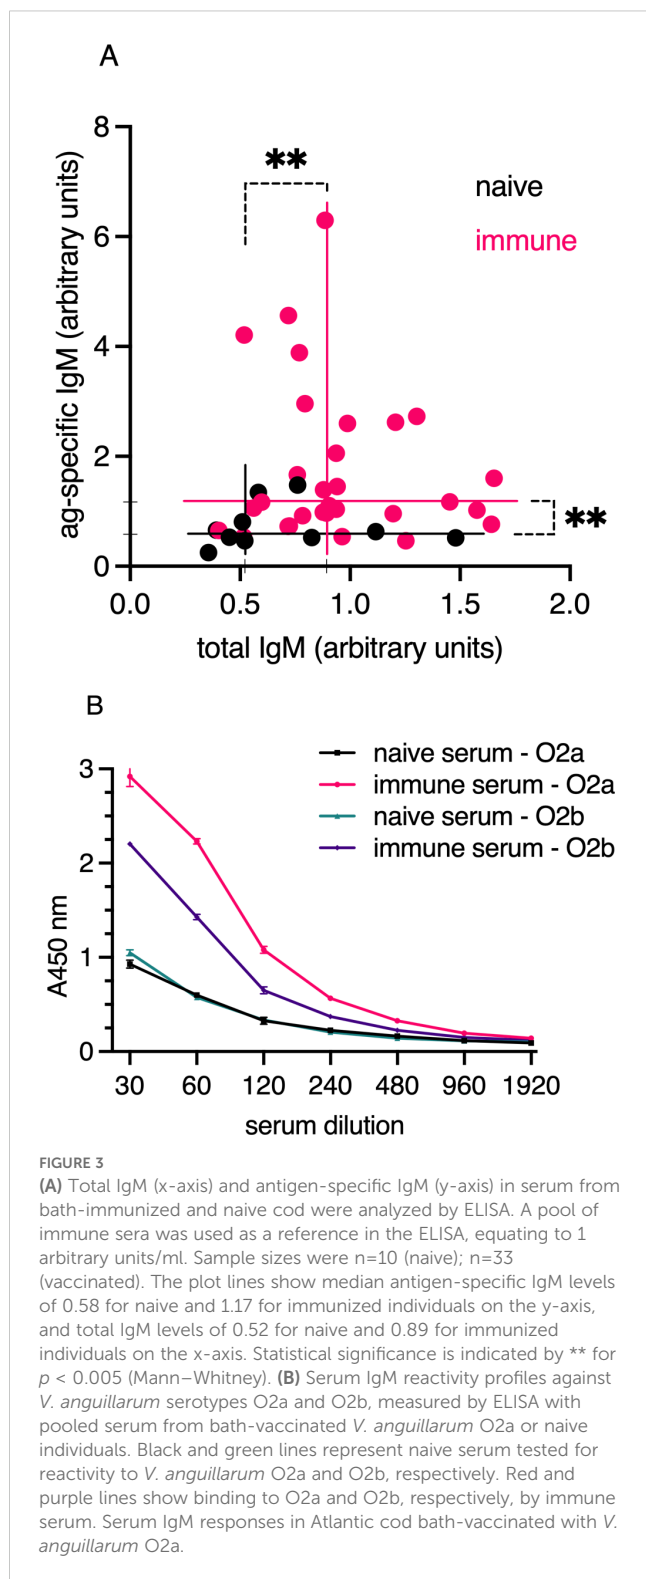 A
8
**
naive
immune
6
4
2
**
0
0.0 0.5 1.0 1.5 2.0
ag-specific IgM (arbitrary units)
total IgM (arbitrary units)
B
naive serum - O2a
immune serum - O2a
naive serum - O2b
immune serum - O2b
3
2
1
0
A450 nm
30 60 120 240 480 960 1920
serum dilution
FIGURE 3
(A) Total IgM (x-axis) and antigen-specific IgM (y-axis) in serum from
bath-immunized and naive cod were analyzed by ELISA. A pool of
immune sera was used as a reference in the ELISA, equating to 1
arbitrary units/ml. Sample sizes were n=10 (naive); n=33
(vaccinated). The plot lines show median antigen-specific IgM levels
of 0.58 for naive and 1.17 for immunized individuals on the y-axis,
and total IgM levels of 0.52 for naive and 0.89 for immunized
individuals on the x-axis. Statistical significance is indicated by ** for
p < 0.005 (Mann–Whitney). (B) Serum IgM reactivity profiles against
V. anguillarum serotypes O2a and O2b, measured by ELISA with
pooled serum from bath-vaccinated V. anguillarum O2a or naive
individuals. Black and green lines represent naive serum tested for
reactivity to V. anguillarum O2a and O2b, respectively. Red and
purple lines show binding to O2a and O2b, respectively, by immune
serum. Serum IgM responses in Atlantic cod bath-vaccinated with V.
anguillarum O2a.